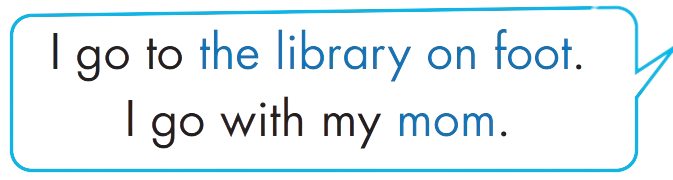 I go to the library on foot.
I go with my mom.